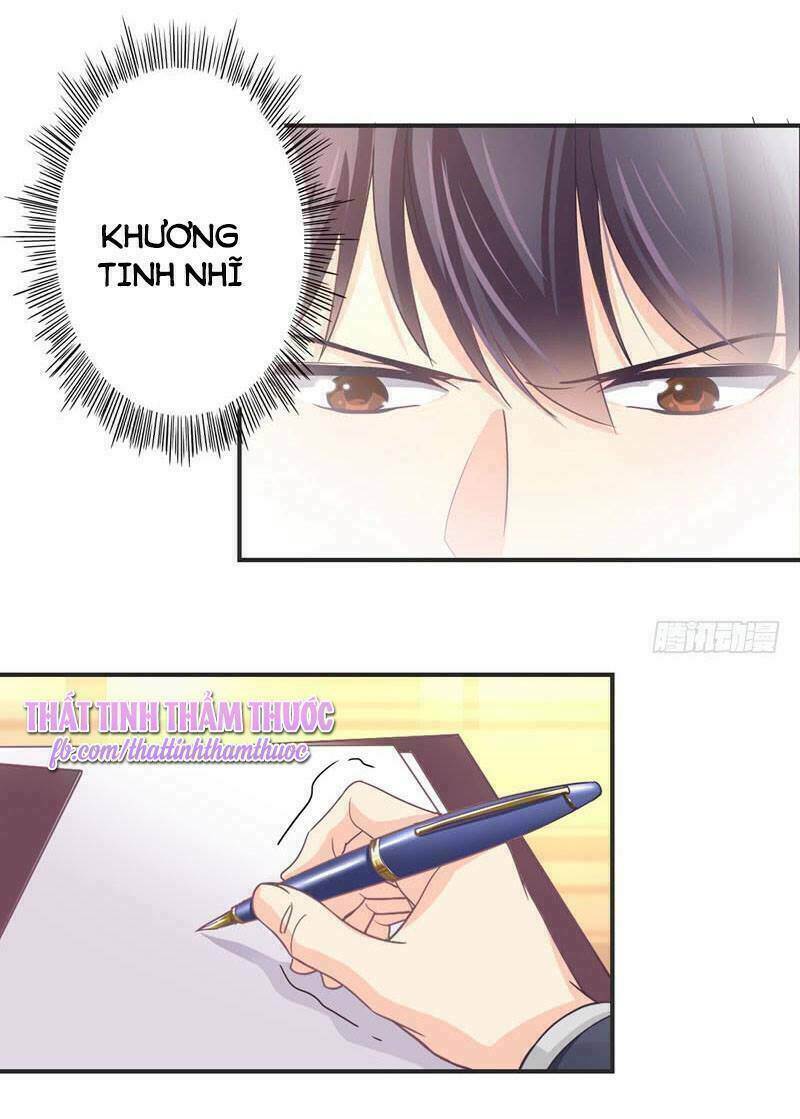 KHƯƠNG
TINH NHĨ
腾讯动漫
THẤT TINH THẨM THƯỚC
fb.com/thattinhthamthuoc